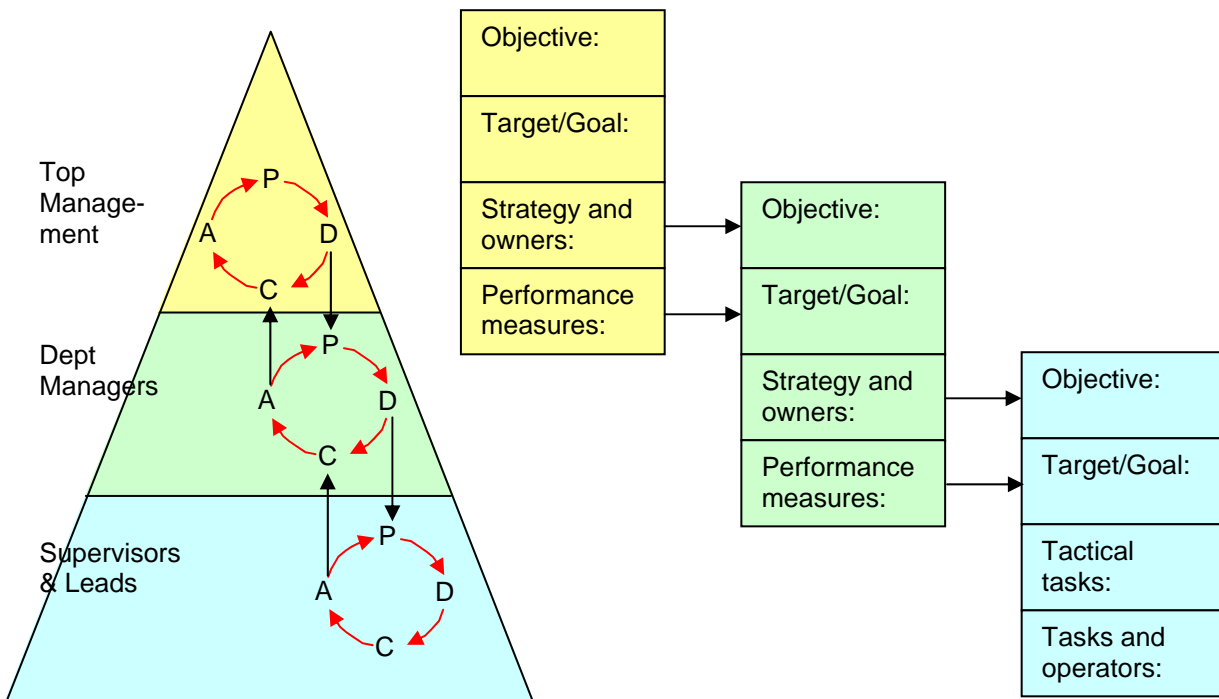 Top
Manage-
ment
P
A
D
C
Dept
Managers
P
A
D
C
Supervisors
& Leads
P
A
D
C
Objective:
Target/Goal:
Strategy and
owners:
Performance
measures:
Objective:
Target/Goal:
Strategy and
owners:
Performance
measures:
Objective:
Target/Goal:
Tactical
tasks:
Tasks and
operators: